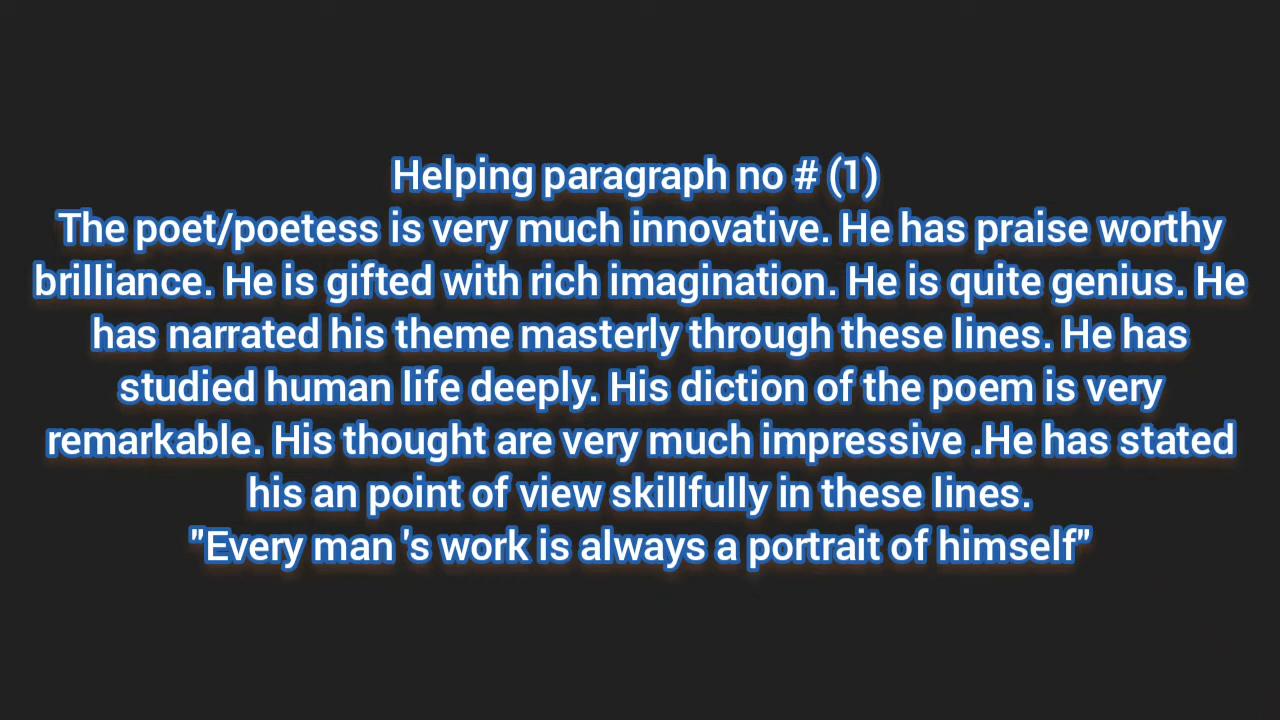 Helping paragraph no # (1)
The poet/poetess is very much innovative. He has praise worthy
brilliance. He is gifted with rich imagination. He is quite genius. He
has narrated his theme masterly through these lines. He has
studied human life deeply. His diction of the poem is very
remarkable. His thought are very much impressive .He has stated
his an point of view skillfully in these lines.
"Every man 's work is always a portrait of himself"